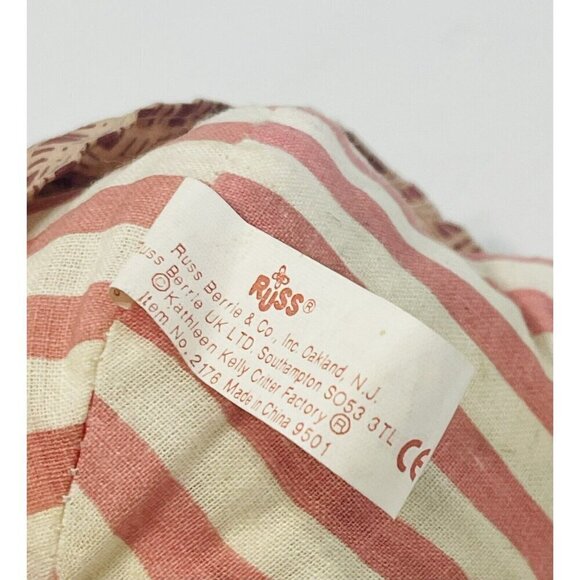 RUSS®
Russ Berrie & Co., Inc. Oakland, N.J.
Russ Berrie UK LTD, Southampton SO53 3TL
©Kathleen Kelly Critter Factory®
Item No. 2176 Made in China 9501
CE